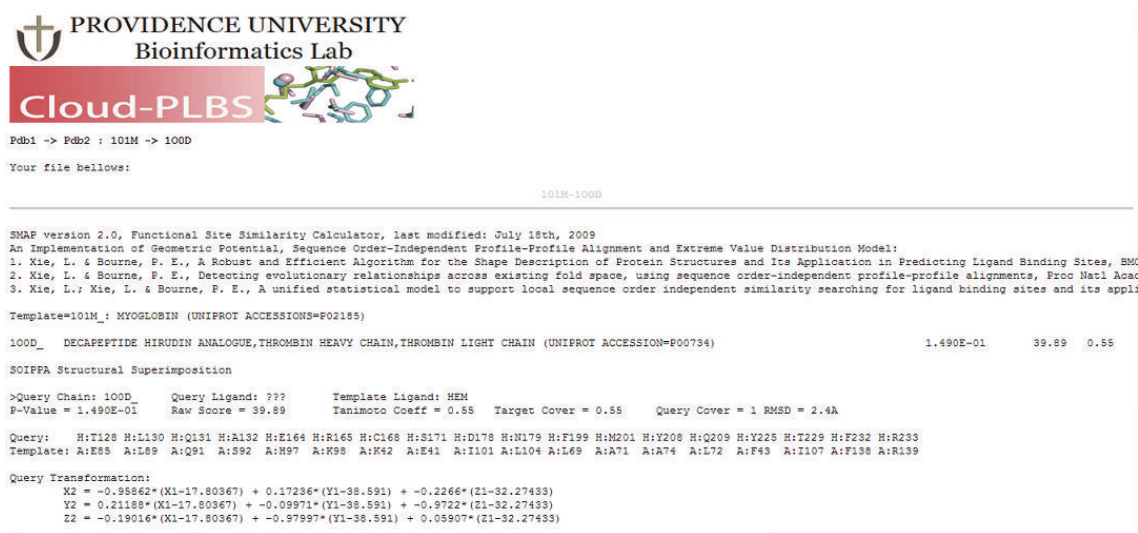 PROVIDENCE UNIVERSITY
Bioinformatics Lab
Cloud-PLBS
Pdb1 -> Pdb2 : 101M -> 1O0D
Your file bellows:
101M-1O0D
SMAP version 2.0, Functional Site Similarity Calculator, last modified: July 18th, 2009
An Implementation of Geometric Potential, Sequence Order-Independent Profile-Profile Alignment and Extreme Value Distribution Model:
1. Xie, L. & Bourne, P. E., A Robust and Efficient Algorithm for the Shape Description of Protein Structures and Its Application in Predicting Ligand Binding Sites, BMC
2. Xie, L. & Bourne, P. E., Detecting evolutionary relationships across existing fold space, using sequence order-independent profile-profile alignments, Proc Natl Acad
3. Xie, L.; Xie, L. & Bourne, P. E., A unified statistical model to support local sequence order independent similarity searching for ligand binding sites and its appli
Template=101M_: MYOGLOBIN (UNIPROT ACCESSIONS=P02185)
1O0D_ DECAPEPTIDE HIRUDIN ANALOGUE,THROMBIN HEAVY CHAIN,THROMBIN LIGHT CHAIN (UNIPROT ACCESSION=P00734) 1.490E-01 39.89 0.55
SOIPPA Structural Superimposition
>Query Chain: 1O0D_ Query Ligand: ??? Template Ligand: HEM
P-Value = 1.490E-01 Raw Score = 39.89 Tanimoto Coeff = 0.55 Target Cover = 0.55 Query Cover = 1 RMSD = 2.4A
Query: H:T128 H:L130 H:Q131 H:A132 H:E164 H:R165 H:C168 H:S171 H:D178 H:N179 H:F199 H:M201 H:Y208 H:Q209 H:Y225 H:T229 H:F232 H:R233
Template: A:E85 A:L89 A:Q91 A:S92 A:H97 A:K98 A:K42 A:E41 A:I101 A:L104 A:L69 A:A71 A:A74 A:L72 A:F43 A:I107 A:F138 A:R139
Query Transformation:
X2 = -0.95862*(X1-17.80367) + 0.17236*(Y1-38.591) + -0.2266*(Z1-32.27433)
Y2 = 0.21188*(X1-17.80367) + -0.09971*(Y1-38.591) + -0.9722*(Z1-32.27433)
Z2 = -0.19016*(X1-17.80367) + -0.97997*(Y1-38.591) + 0.05907*(Z1-32.27433)